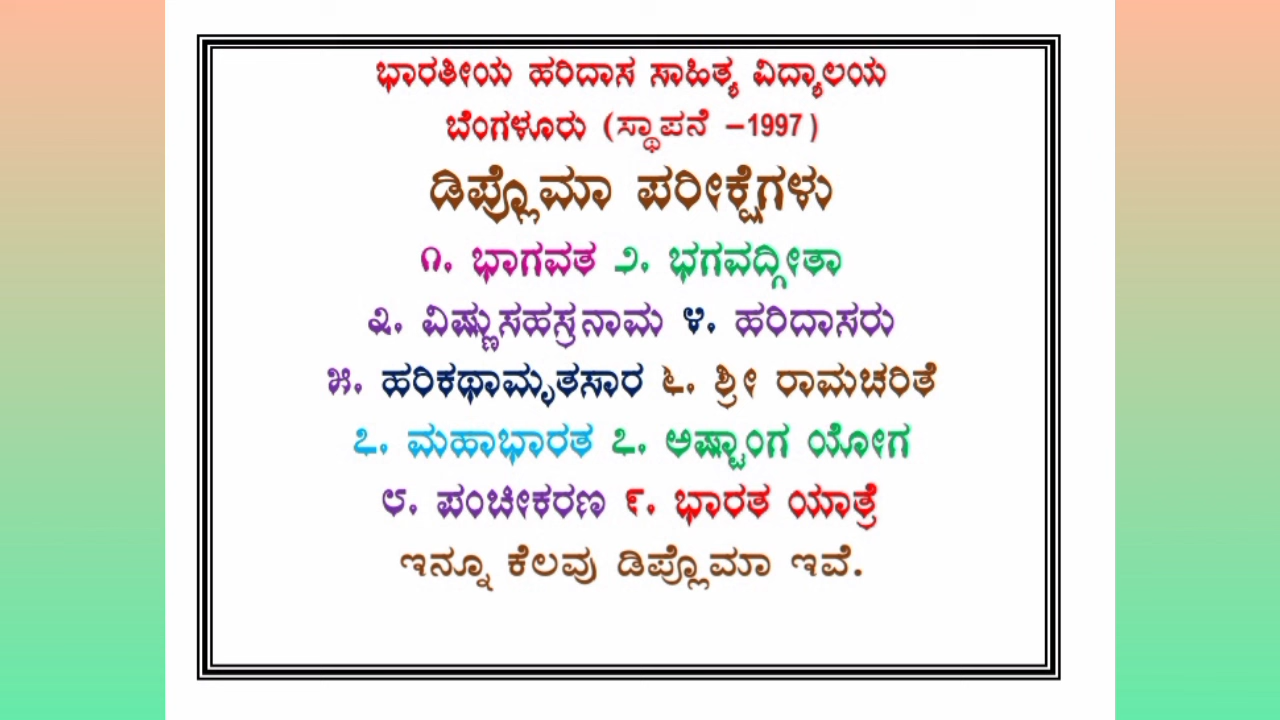 ಭಾರತೀಯ ಹರಿದಾಸ ಸಾಹಿತ್ಯ ವಿದ್ಯಾಲಯ
ಬೆಂಗಳೂರು (ಸ್ಥಾಪನೆ –1997)
ಡಿಪ್ಲೊಮಾ ಪರೀಕ್ಷೆಗಳು
೧. ಭಾಗವತ ೨. ಭಗವದ್ಗೀತಾ
೩. ವಿಷ್ಣುಸಹಸ್ರನಾಮ ೪. ಹರಿದಾಸರು
೫. ಹರಿಕಥಾಮೃತಸಾರ ೬. ಶ್ರೀ ರಾಮಚರಿತೆ
೭. ಮಹಾಭಾರತ ೭. ಅಷ್ಟಾಂಗ ಯೋಗ
೮. ಪಂಚೀಕರಣ ೯. ಭಾರತ ಯಾತ್ರೆ
ಇನ್ನೂ ಕೆಲವು ಡಿಪ್ಲೊಮಾ ಇವೆ.